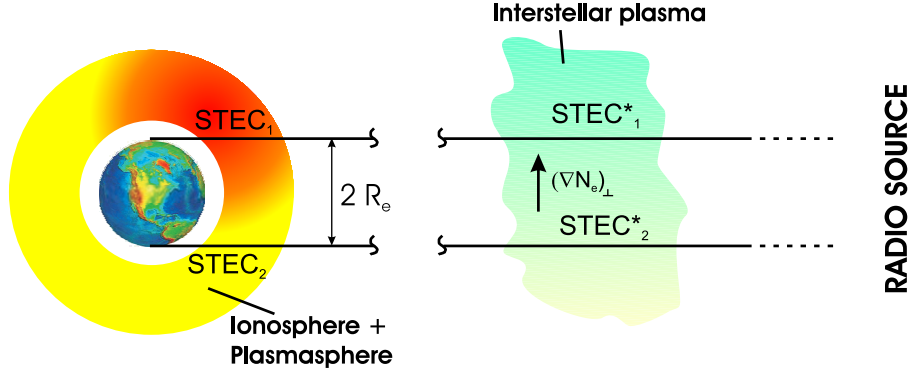 Interstellar plasma
STEC₁
STEC*₁
2 Rₑ
(∇Nₑ)⊥
STEC*₂
STEC₂
Ionosphere +
Plasmasphere
RADIO SOURCE